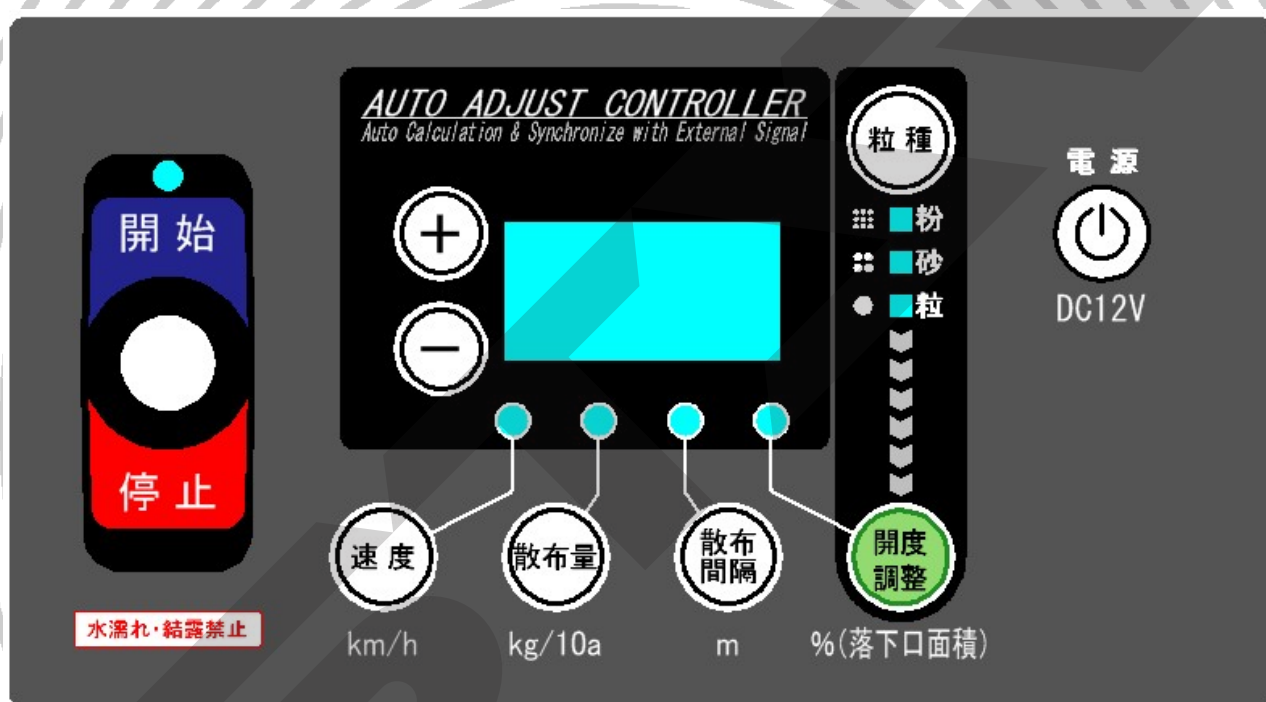 開始
停止
水濡れ・結露禁止
AUTO ADJUST CONTROLLER
Auto Calculation & Synchronize with External Signal
+
−
速度
km/h
散布量
kg/10a
散布
間隔
m
粒種
粉
砂
粒
開度
調整
%(落下口面積)
電源
DC12V